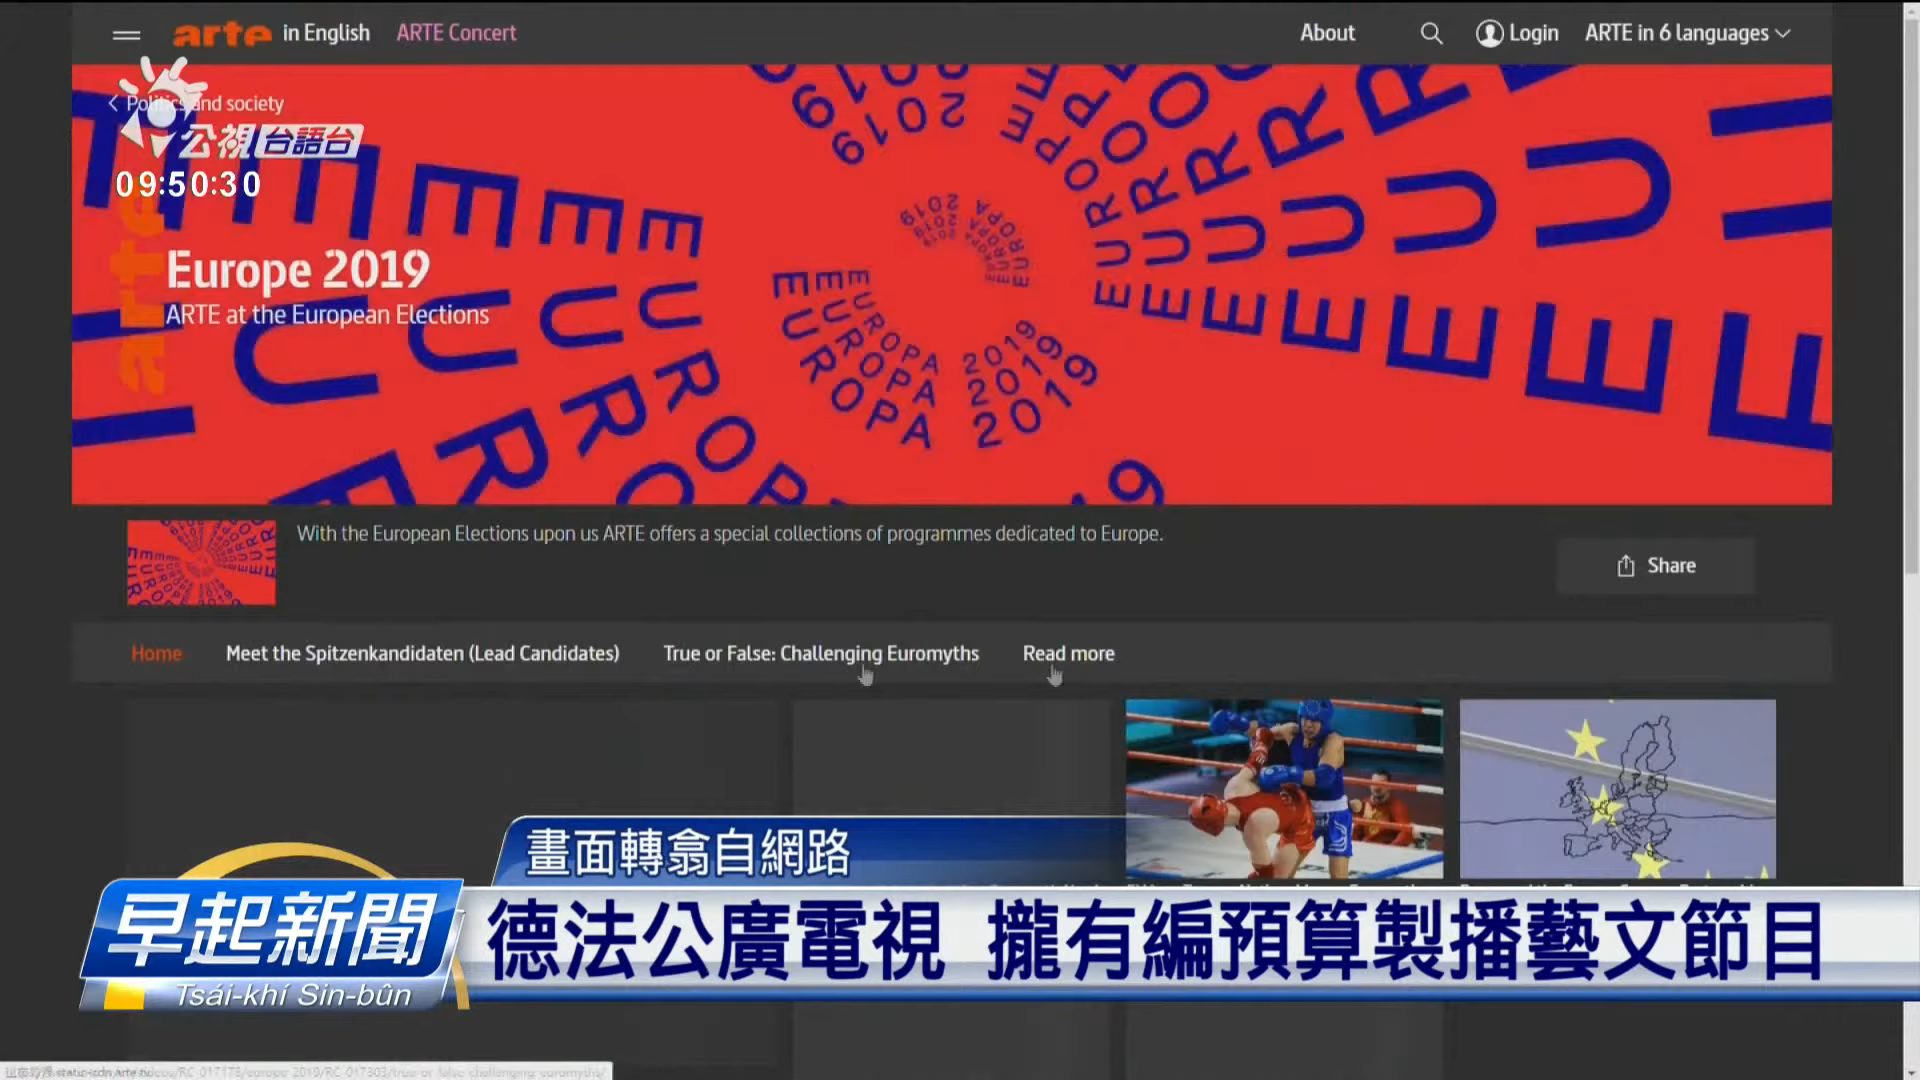 arte in English ARTE Concert About Login ARTE in 6 languages
Politics and society
公視台語台
09:50:30
arte
Europe 2019
ARTE at the European Elections
EUROPA 2019
With the European Elections upon us ARTE offers a special collections of programmes dedicated to Europe.
Share
Home Meet the Spitzenkandidaten (Lead Candidates) True or False: Challenging Euromyths Read more
畫面轉翕自網路
早起新聞
Tsái-khí Sin-bûn
德法公廣電視 攏有編預算製播藝文節目